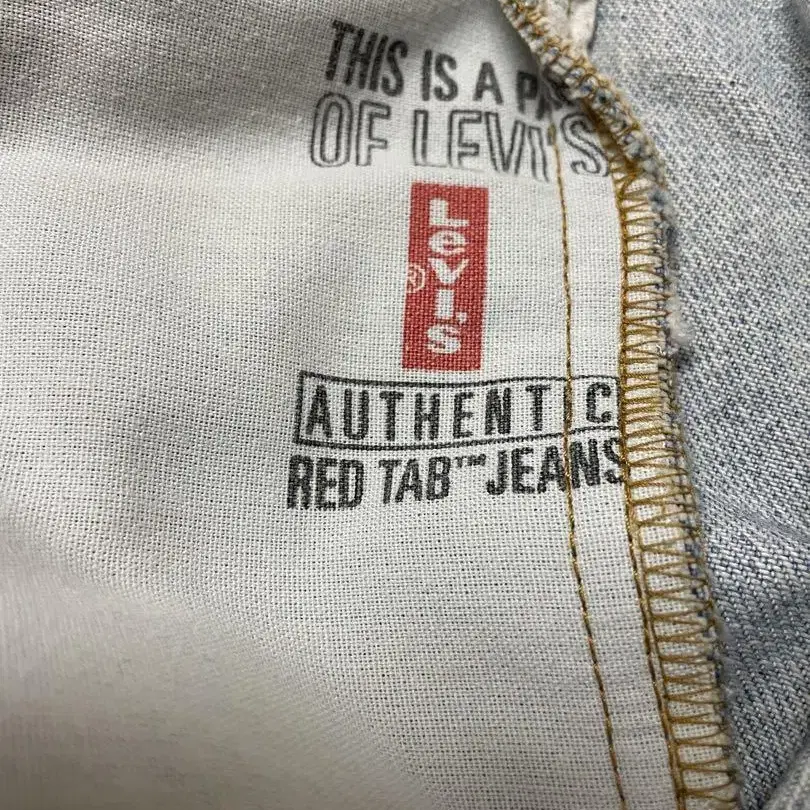 THIS IS A
OF LEVI'S
Levi's
®
AUTHENTIC
RED TAB™ JEANS